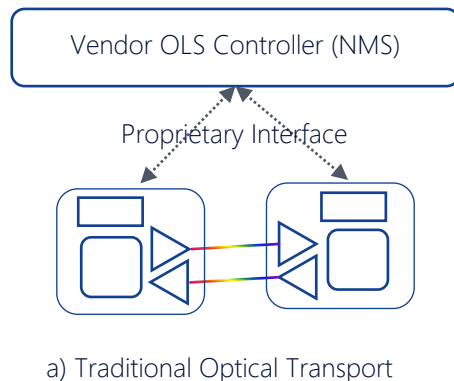 Vendor OLS Controller (NMS)
Proprietary Interface
a) Traditional Optical Transport